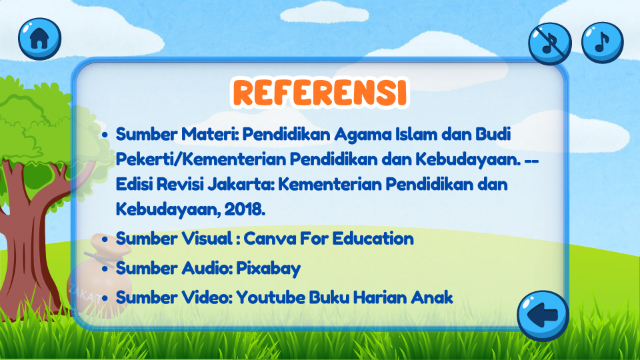 REFERENSI
• Sumber Materi: Pendidikan Agama Islam dan Budi
Pekerti/Kementerian Pendidikan dan Kebudayaan. --
Edisi Revisi Jakarta: Kementerian Pendidikan dan
Kebudayaan, 2018.
• Sumber Visual : Canva For Education
• Sumber Audio: Pixabay
• Sumber Video: Youtube Buku Harian Anak
ZAKAT